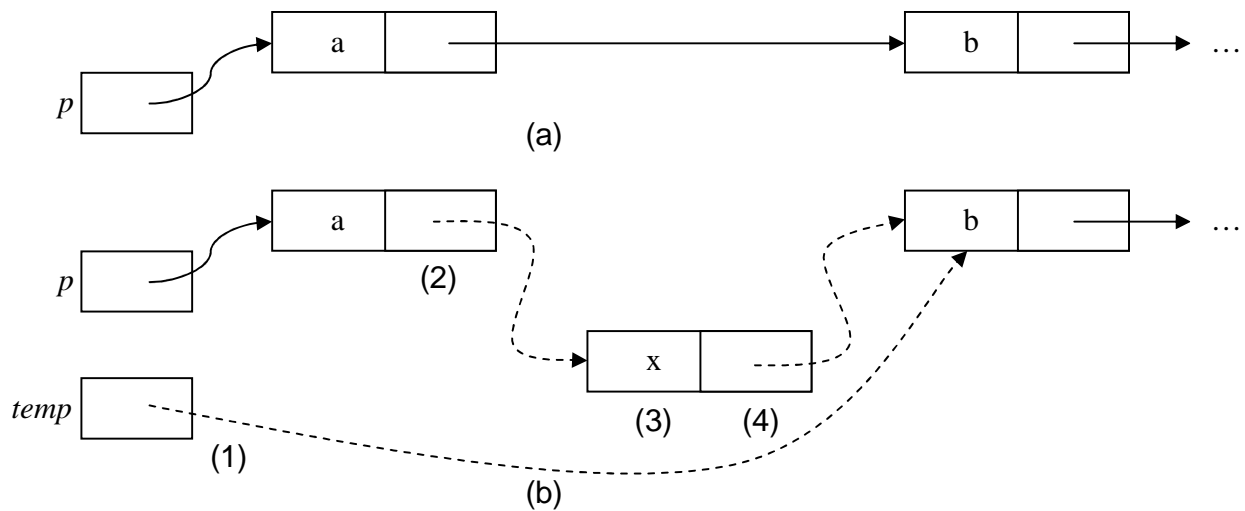 a b …
p
(a)
a b …
p (2)
x
temp (3) (4)
(1)
(b)